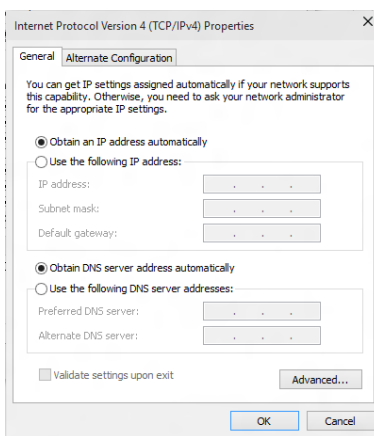 Internet Protocol Version 4 (TCP/IPv4) Properties
General
Alternate Configuration
You can get IP settings assigned automatically if your network supports
this capability. Otherwise, you need to ask your network administrator
for the appropriate IP settings.
Obtain an IP address automatically
Use the following IP address:
IP address:
Subnet mask:
Default gateway:
Obtain DNS server address automatically
Use the following DNS server addresses:
Preferred DNS server:
Alternate DNS server:
Validate settings upon exit
Advanced...
OK
Cancel